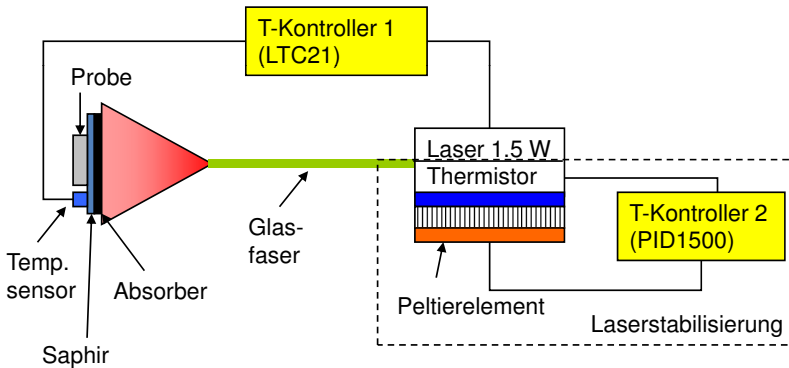 T-Kontroller 1
(LTC21)
Probe
Laser 1.5 W
Thermistor
T-Kontroller 2
(PID1500)
Glas-
faser
Temp.
sensor
Absorber
Saphir
Peltierelement
Laserstabilisierung